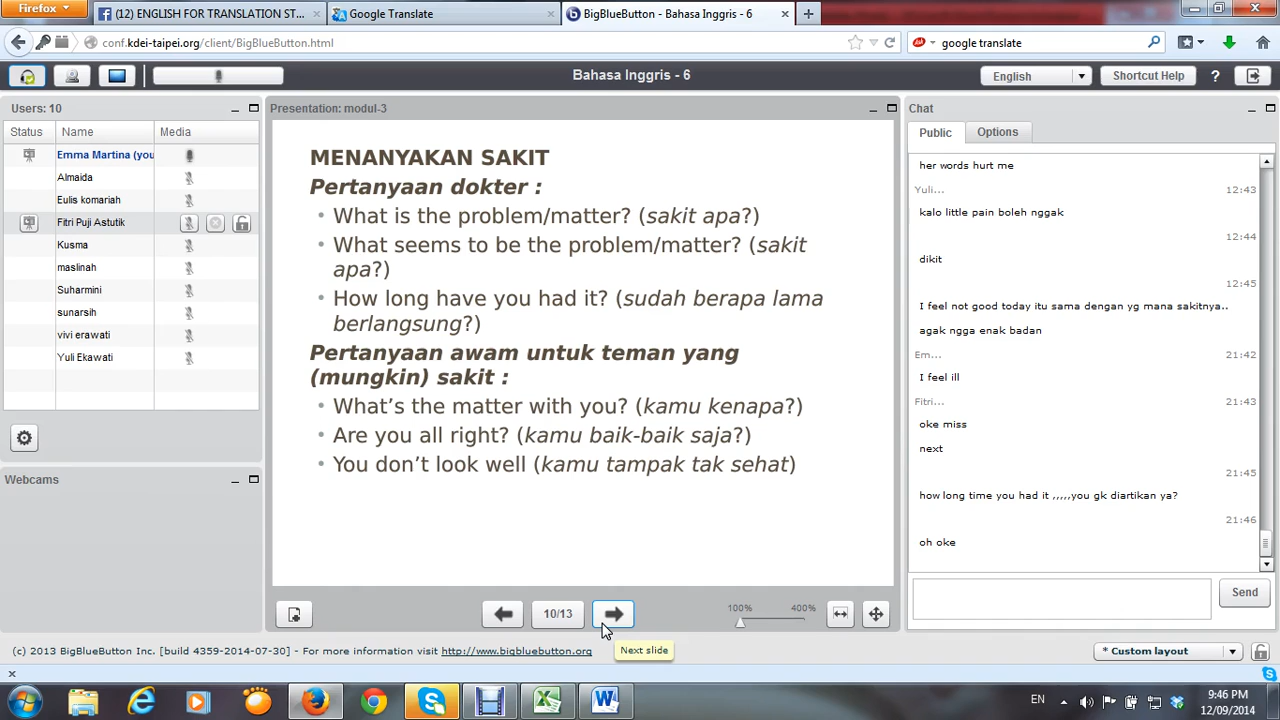 Firefox
(12) ENGLISH FOR TRANSLATION ST...
Google Translate
BigBlueButton - Bahasa Inggris - 6
conf.kdei-taipei.org/client/BigBlueButton.html
google translate
Bahasa Inggris - 6
English
Shortcut Help
?
Users: 10
Status Name Media
Emma Martina (you
Almaida
Eulis komariah
Fitri Puji Astutik
Kusma
maslinah
Suharmini
sunarsih
vivi erawati
Yuli Ekawati
Webcams
Presentation: modul-3
MENANYAKAN SAKIT
Pertanyaan dokter :
• What is the problem/matter? (sakit apa?)
• What seems to be the problem/matter? (sakit
apa?)
• How long have you had it? (sudah berapa lama
berlangsung?)
Pertanyaan awam untuk teman yang
(mungkin) sakit :
• What’s the matter with you? (kamu kenapa?)
• Are you all right? (kamu baik-baik saja?)
• You don’t look well (kamu tampak tak sehat)
10/13
100% 400%
Next slide
Chat
Public Options
her words hurt me
Yuli... 12:43
kalo little pain boleh nggak
12:44
dikit
12:45
I feel not good today itu sama dengan yg mana sakitnya..
agak ngga enak badan
Em... 21:42
I feel ill
Fitri... 21:43
oke miss
next
21:45
how long time you had it ,,,,,you gk diartikan ya?
21:46
oh oke
Send
(c) 2013 BigBlueButton Inc. [build 4359-2014-07-30] - For more information visit http://www.bigbluebutton.org
* Custom layout
EN
9:46 PM
12/09/2014